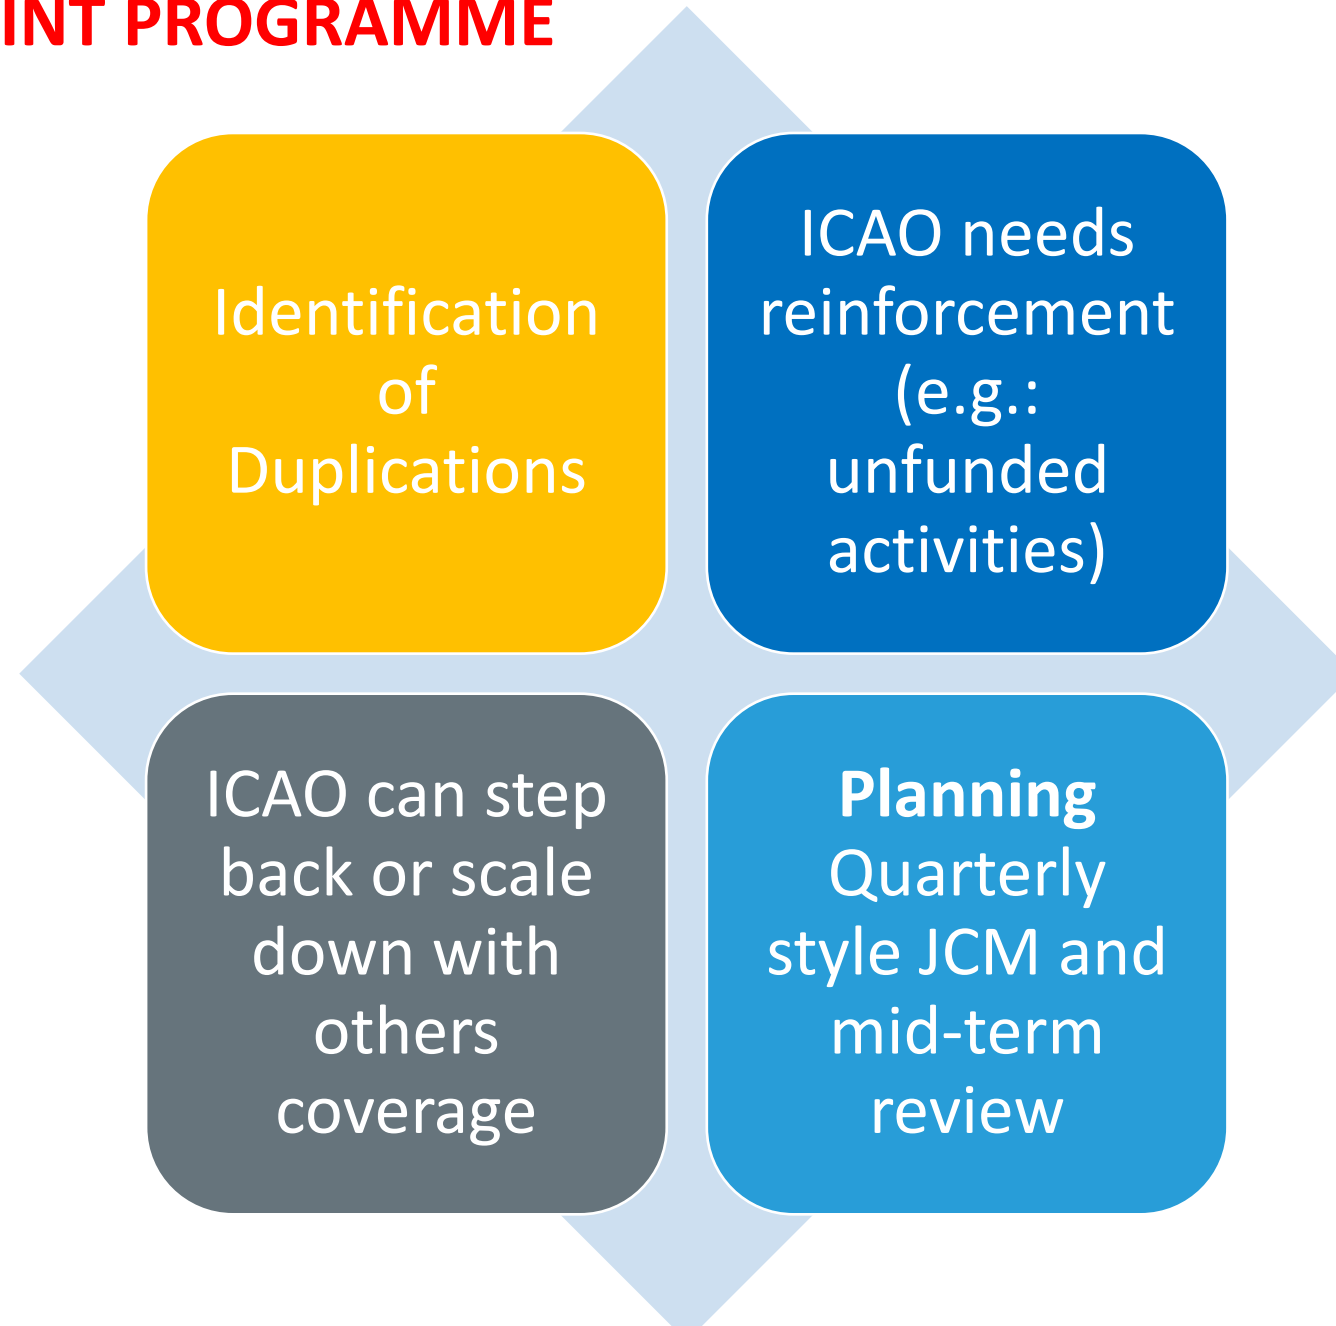 INT PROGRAMME
Identification
of
Duplications
ICAO needs
reinforcement
(e.g.:
unfunded
activities)
ICAO can step
back or scale
down with
others
coverage
Planning
Quarterly
style JCM and
mid-term
review